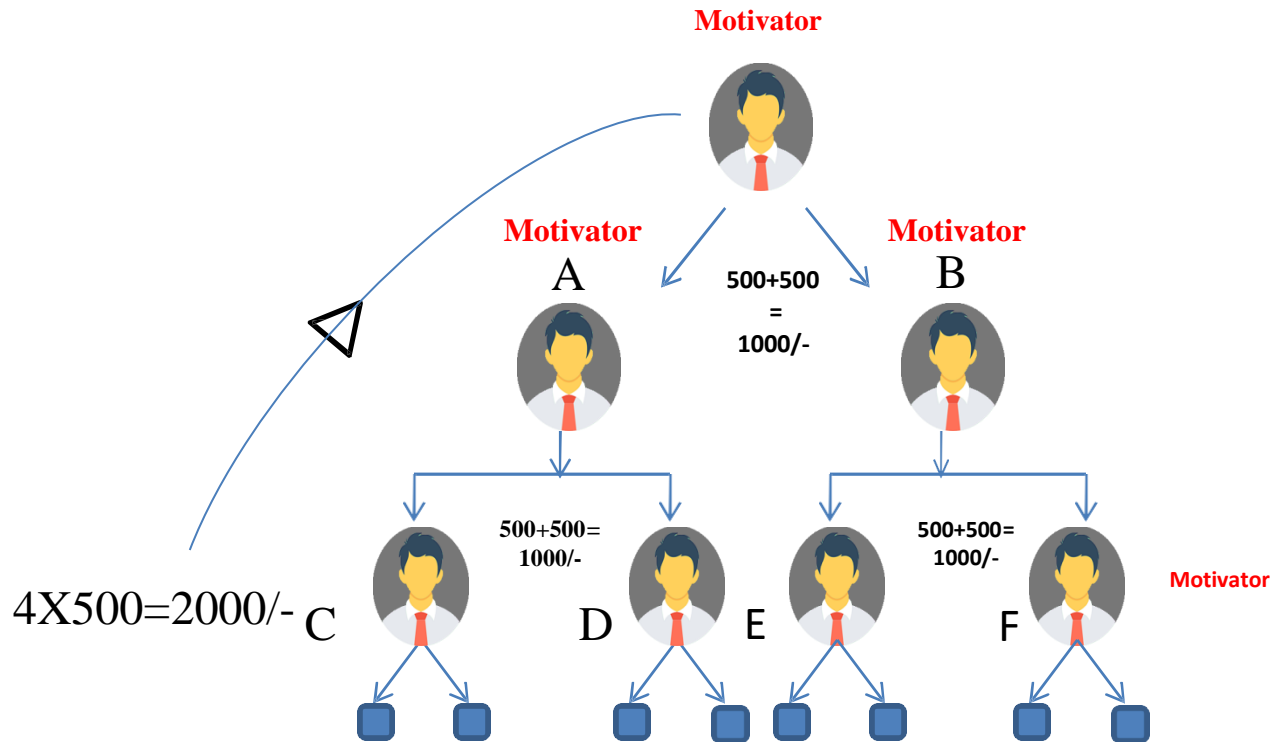 Motivator
Motivator
Motivator
A
B
500+500
=
1000/-
500+500=
1000/-
500+500=
1000/-
Motivator
4X500=2000/-
C
D
E
F